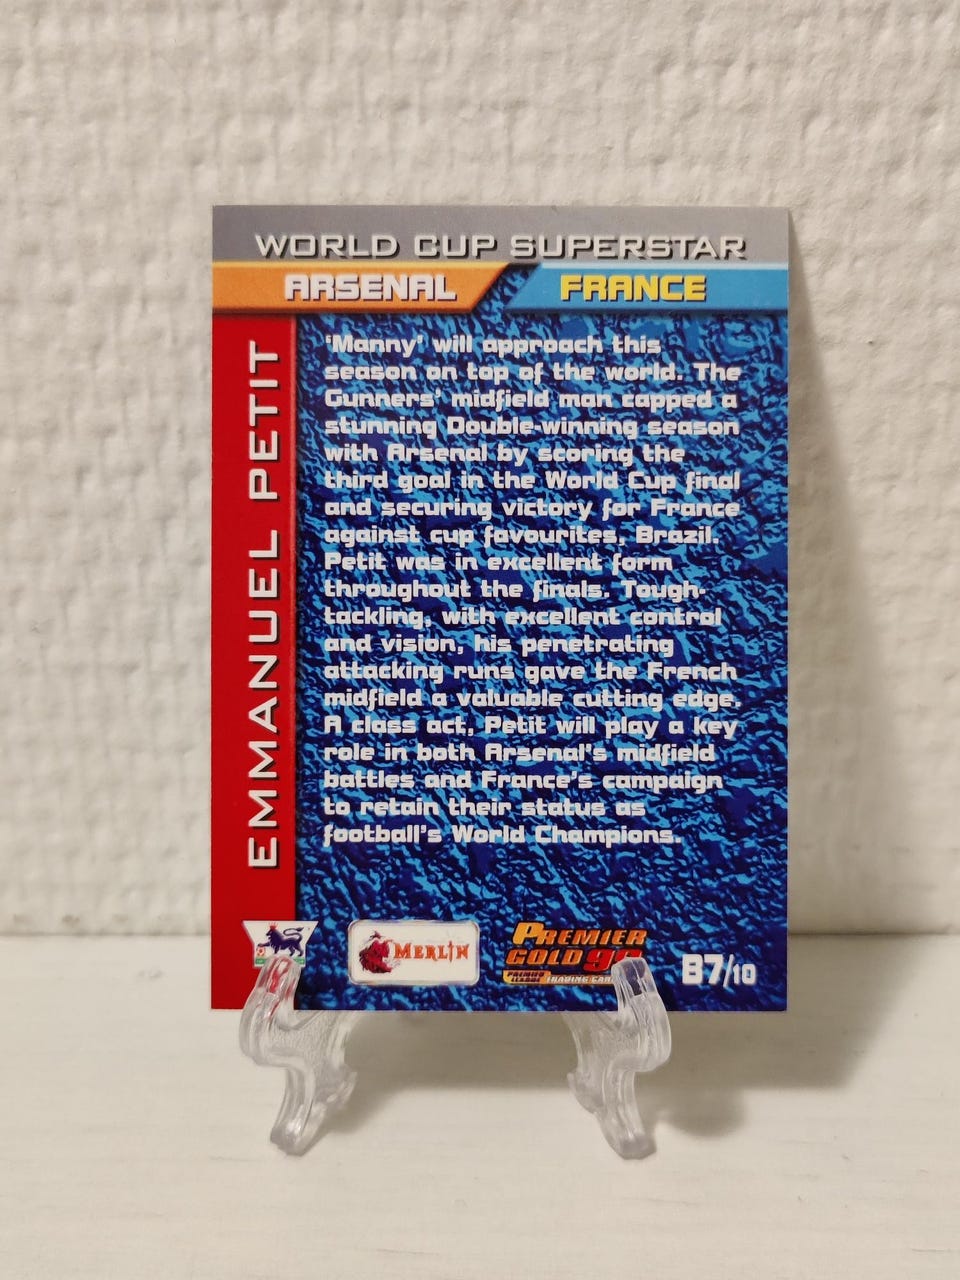 WORLD CUP SUPERSTAR
ARSENAL
FRANCE
EMMANUEL PETIT
'Manny' will approach this
season on top of the world. The
Gunners' midfield man capped a
stunning Double-winning season
with Arsenal by scoring the
third goal in the World Cup final
and securing victory for France
against cup favourites, Brazil.
Petit was in excellent form
throughout the finals. Tough-
tackling, with excellent control
and vision, his penetrating
attacking runs gave the French
midfield a valuable cutting edge.
A class act, Petit will play a key
role in both Arsenal's midfield
battles and France's campaign
to retain their status as
football's World Champions.
MERLIN
PREMIER
GOLD 99
PREMIER
LEAGUE
TRADING CAR
B7/10